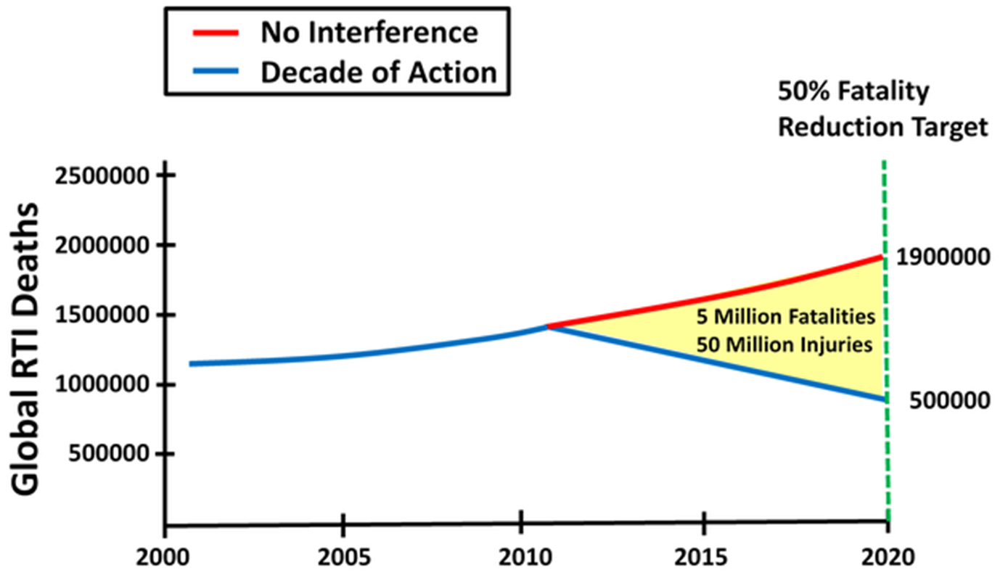 No Interference
Decade of Action
50% Fatality
Reduction Target
Global RTI Deaths
2500000
2000000
1500000
1000000
500000
1900000
5 Million Fatalities
50 Million Injuries
500000
2000
2005
2010
2015
2020